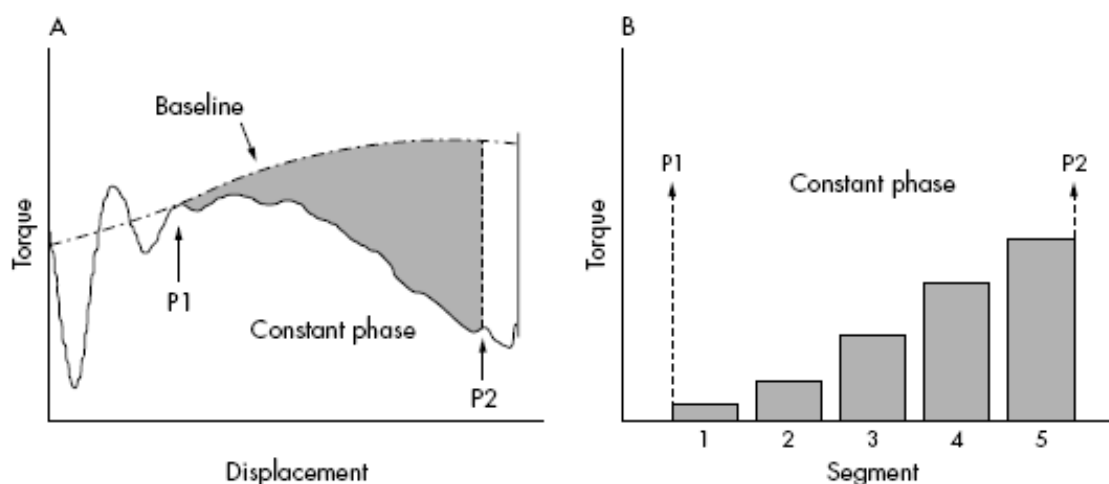 A
Baseline
Torque
P1
Constant phase
P2
Displacement
B
P1
Constant phase
P2
Torque
1 2 3 4 5
Segment